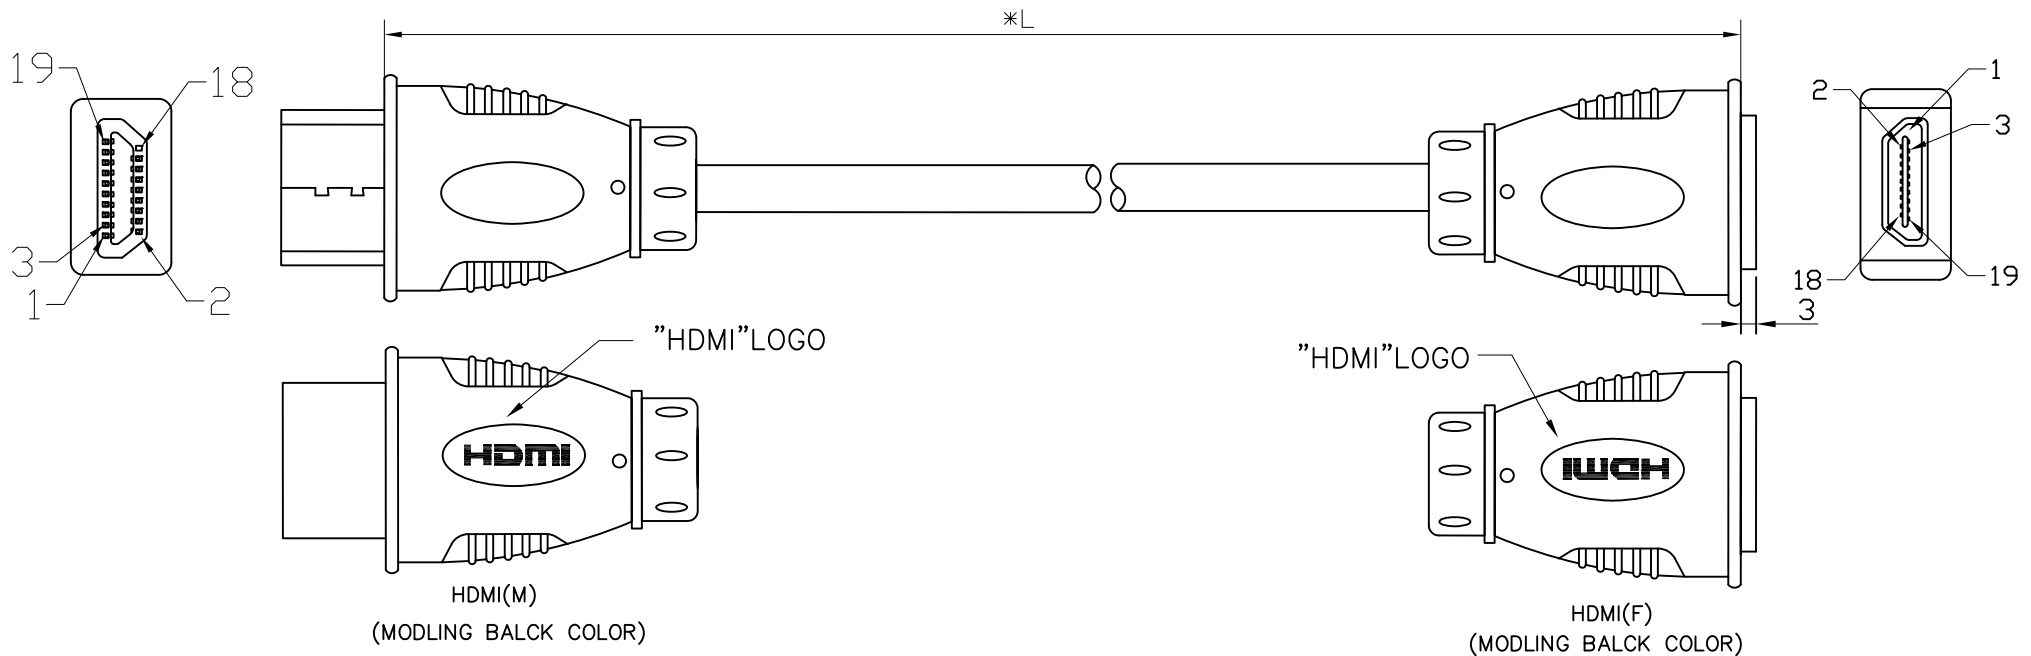 *L
19
18
3
1
2
1
2
3
18
19
3
"HDMI"LOGO
"HDMI"LOGO
HDMI
HDMI
HDMI(M)
(MODLING BALCK COLOR)
HDMI(F)
(MODLING BALCK COLOR)